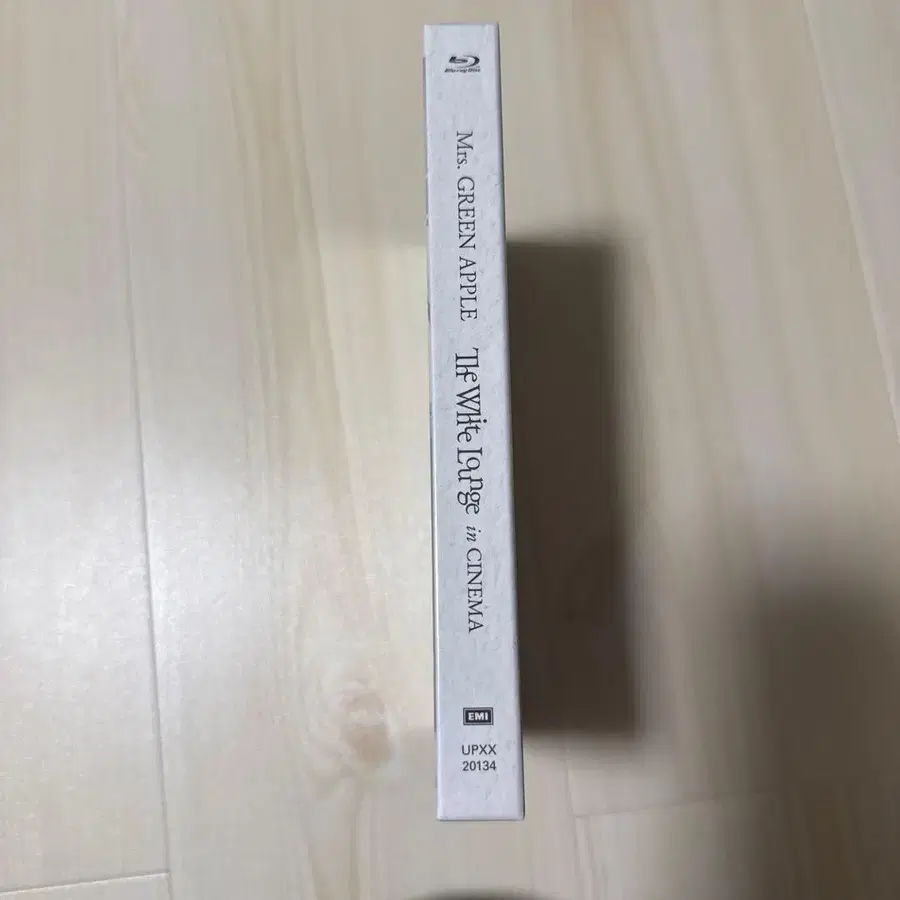 Blu-ray Disc
Mrs. GREEN APPLE The White Lounge in CINEMA
EMI
UPXX
20134